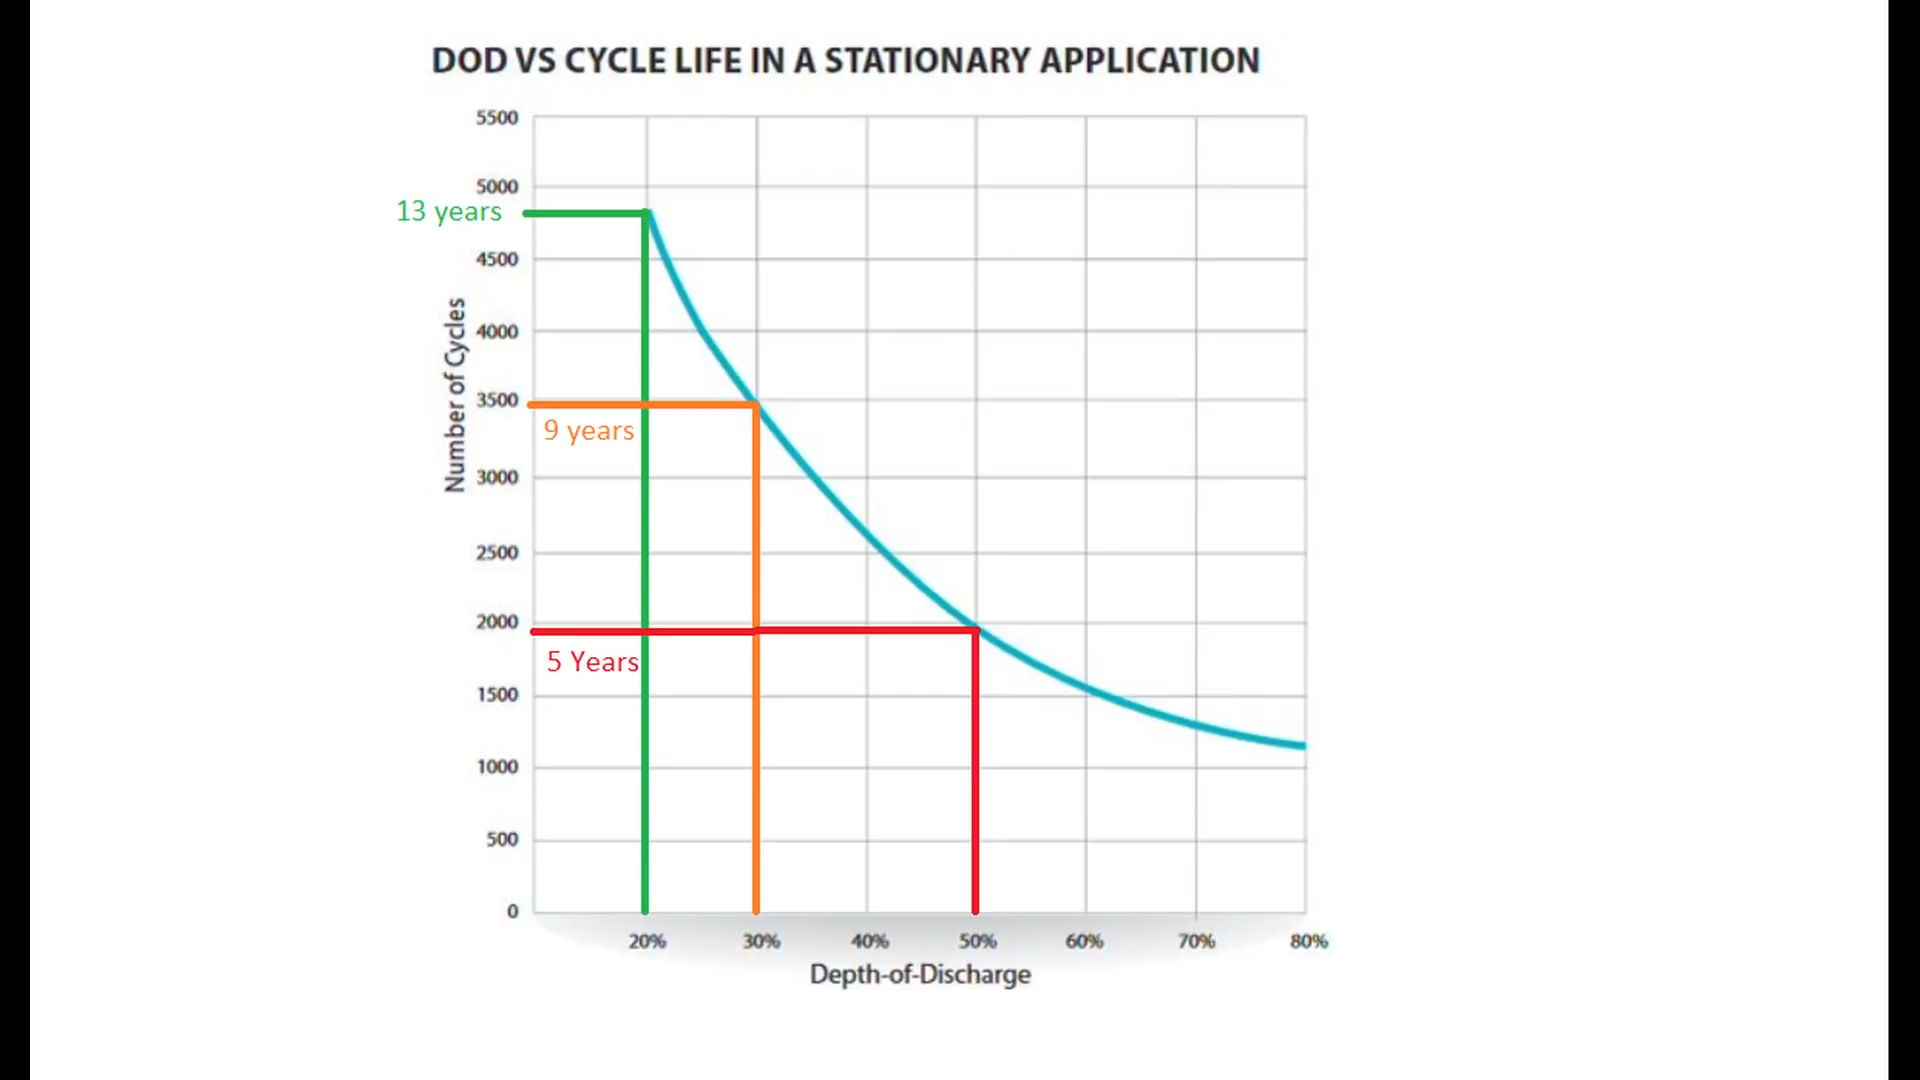 DOD VS CYCLE LIFE IN A STATIONARY APPLICATION
5500
5000
13 years
4500
4000
3500
9 years
3000
2500
2000
5 Years
1500
1000
500
0
Number of Cycles
20% 30% 40% 50% 60% 70% 80%
Depth-of-Discharge